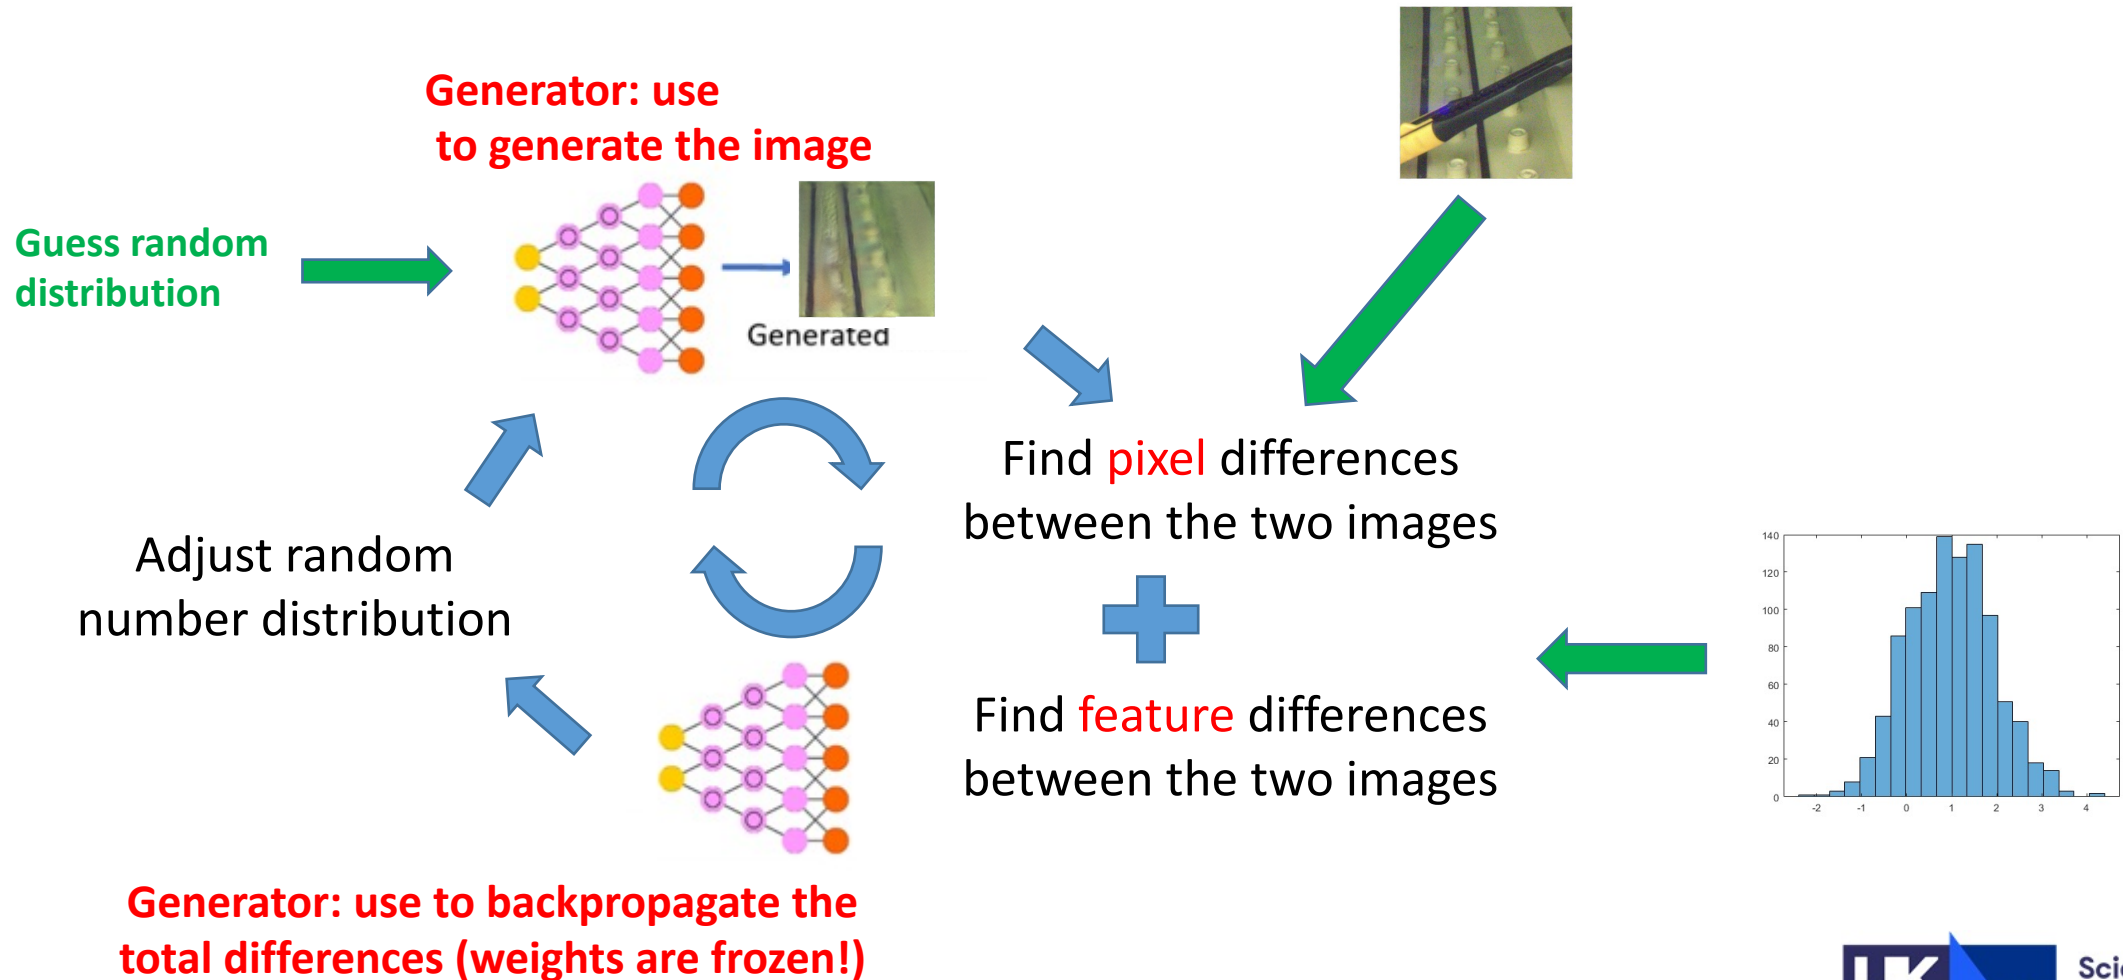 Generator: use
to generate the image
Guess random
distribution
Generated
Find pixel differences
between the two images
Adjust random
number distribution
Find feature differences
between the two images
140
120
100
80
60
40
20
0
-2 -1 0 1 2 3 4
Generator: use to backpropagate the
total differences (weights are frozen!)
UK